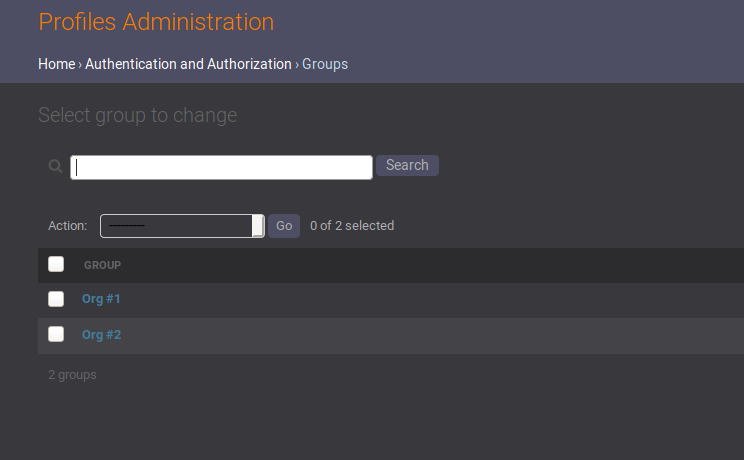 Profiles Administration
Home › Authentication and Authorization › Groups
Select group to change
Search
Action: --------- Go 0 of 2 selected
GROUP
Org #1
Org #2
2 groups